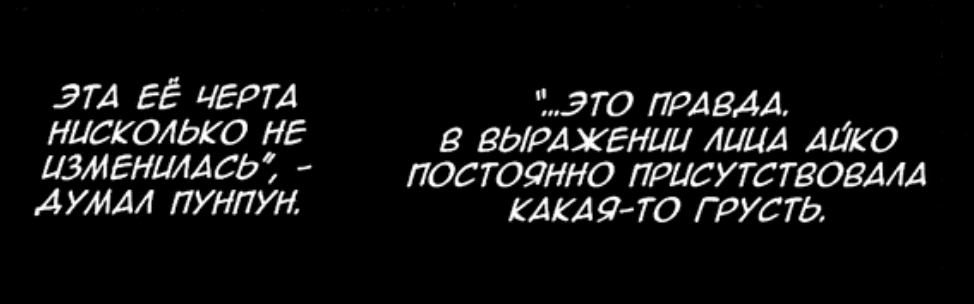 "...ЭТО ПРАВДА.
В ВЫРАЖЕНИИ ЛИЦА АЙКО
ПОСТОЯННО ПРИСУТСТВОВАЛА
КАКАЯ-ТО ГРУСТЬ.
ЭТА ЕЁ ЧЕРТА
НИСКОЛЬКО НЕ
ИЗМЕНИЛАСЬ", -
ДУМАЛ ПУНПУН.